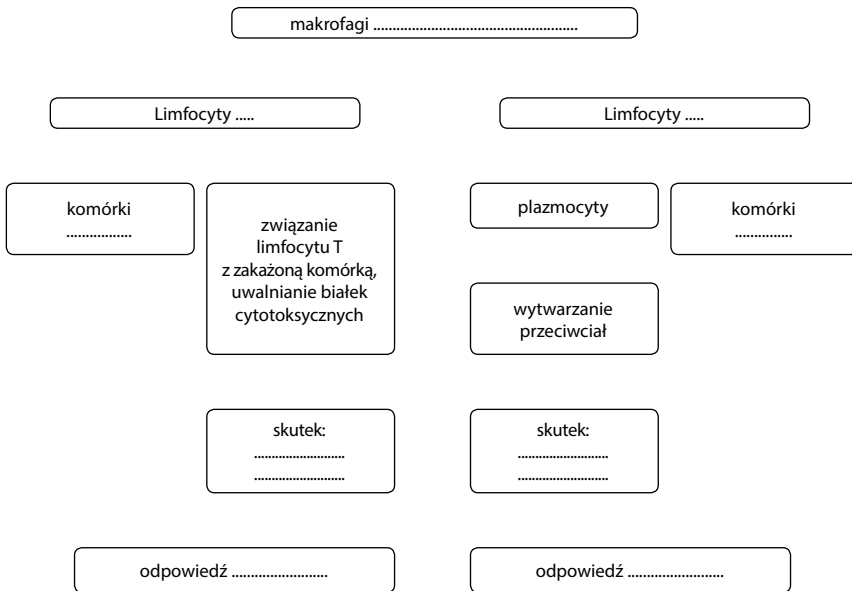 makrofagi .....................................................
Limfocyty .....
Limfocyty .....
komórki
.................
związanie
limfocytu T
z zakażoną komórką,
uwalnianie białek
cytotoksycznych
plazmocyty
komórki
...............
wytwarzanie
przeciwciał
skutek:
........................
........................
skutek:
........................
........................
odpowiedź .........................
odpowiedź .........................